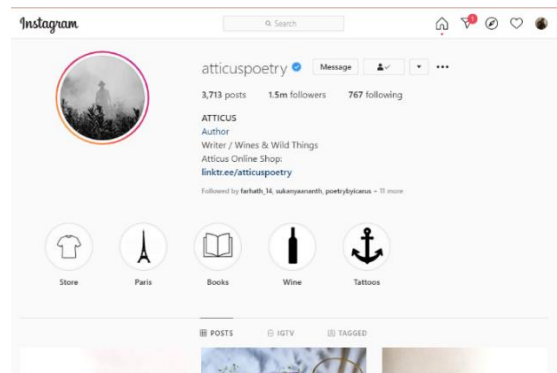 Instagram
Search
1
atticuspoetry
Message
3,713 posts 1.5m followers 767 following
ATTICUS
Author
Writer / Wines & Wild Things
Atticus Online Shop:
linktr.ee/atticuspoetry
Followed by farhath_14, sukanyaananth, poetrybyicarus + 11 more
Store Paris Books Wine Tattoos
POSTS IGTV TAGGED